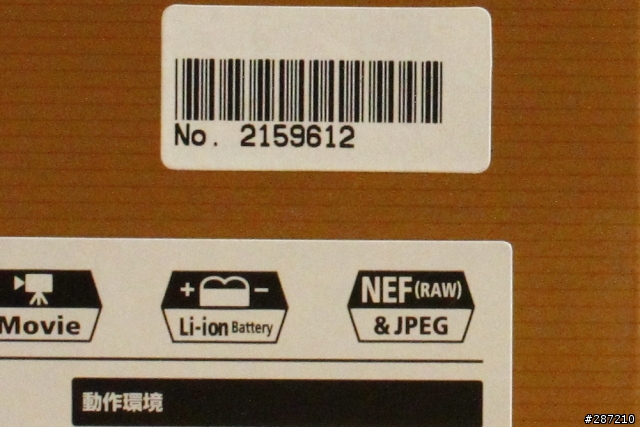 No. 2159612
Movie
+ −
Li-ion Battery
NEF (RAW)
& JPEG
動作環境
#287210